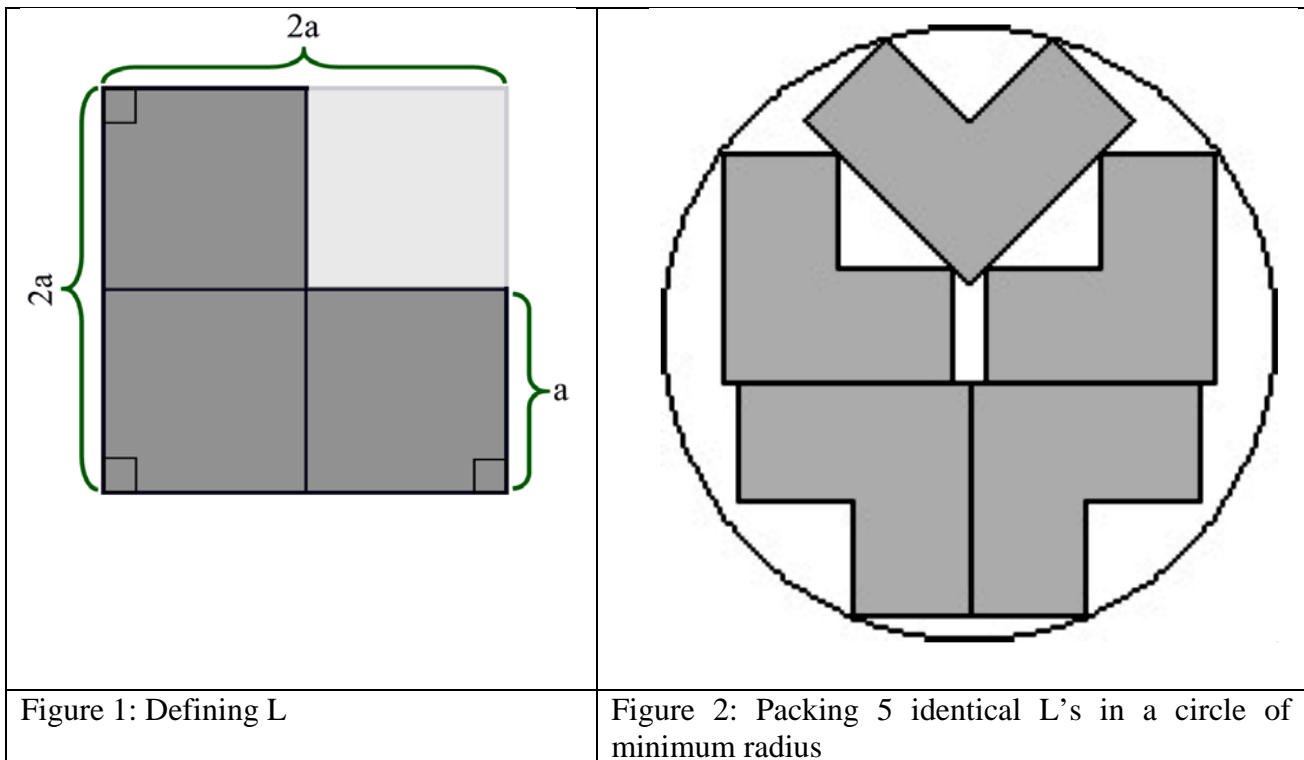 2a
2a
a
Figure 1: Defining L
Figure 2: Packing 5 identical L's in a circle of
minimum radius